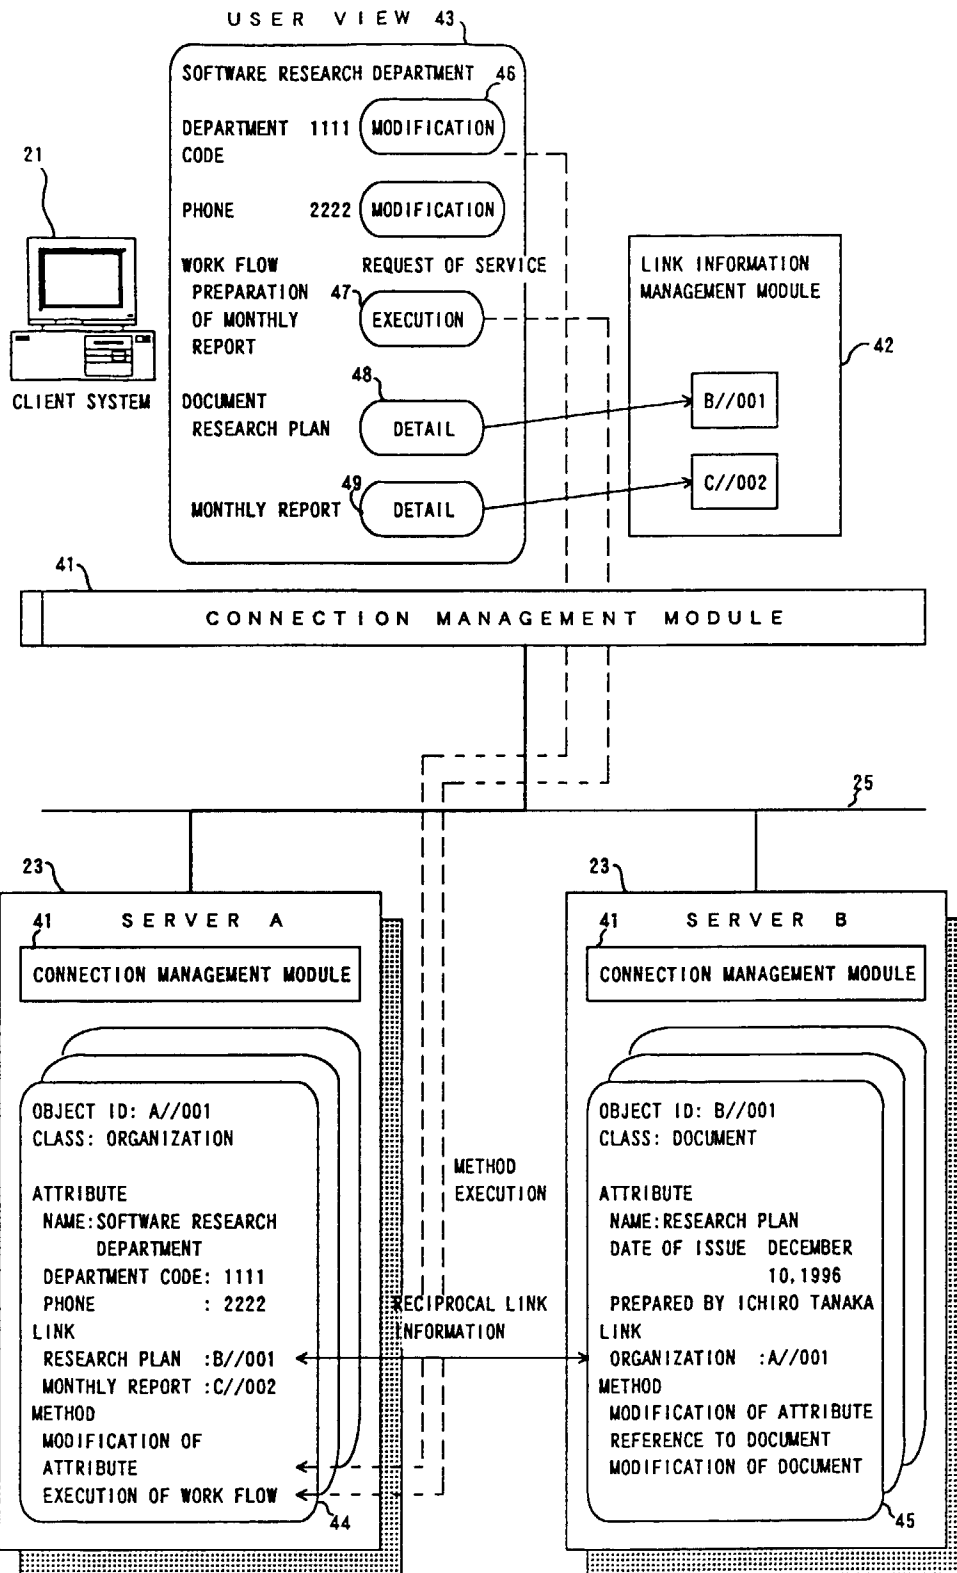 USER VIEW 43
SOFTWARE RESEARCH DEPARTMENT 46
DEPARTMENT 1111 MODIFICATION
CODE
21
PHONE 2222 MODIFICATION
WORK FLOW REQUEST OF SERVICE
PREPARATION 47
OF MONTHLY EXECUTION
REPORT
LINK INFORMATION
MANAGEMENT MODULE
42
CLIENT SYSTEM
48
DOCUMENT
RESEARCH PLAN DETAIL
B//001
49
MONTHLY REPORT DETAIL
C//002
41
CONNECTION MANAGEMENT MODULE
25
23
SERVER A
41
CONNECTION MANAGEMENT MODULE
OBJECT ID: A//001
CLASS: ORGANIZATION
ATTRIBUTE
NAME:SOFTWARE RESEARCH
DEPARTMENT
DEPARTMENT CODE: 1111
PHONE : 2222
LINK
RESEARCH PLAN :B//001
MONTHLY REPORT :C//002
METHOD
MODIFICATION OF
ATTRIBUTE
EXECUTION OF WORK FLOW
44
METHOD
EXECUTION
RECIPROCAL LINK
INFORMATION
23
SERVER B
41
CONNECTION MANAGEMENT MODULE
OBJECT ID: B//001
CLASS: DOCUMENT
ATTRIBUTE
NAME:RESEARCH PLAN
DATE OF ISSUE DECEMBER
10,1996
PREPARED BY ICHIRO TANAKA
LINK
ORGANIZATION :A//001
METHOD
MODIFICATION OF ATTRIBUTE
REFERENCE TO DOCUMENT
MODIFICATION OF DOCUMENT
45